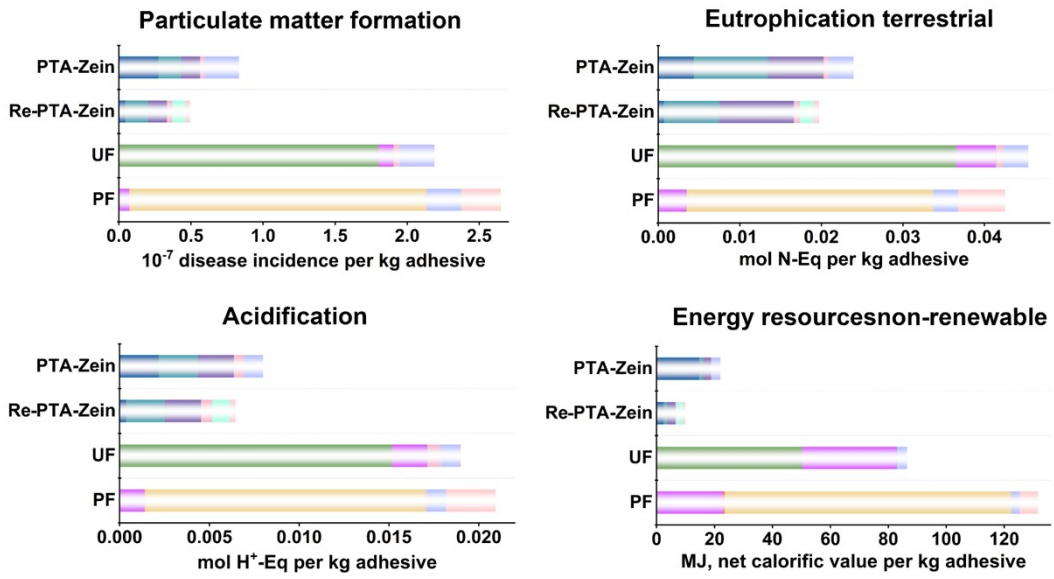 Particulate matter formation
PTA-Zein
Re-PTA-Zein
UF
PF
0.0 0.5 1.0 1.5 2.0 2.5
10⁻⁷ disease incidence per kg adhesive
Eutrophication terrestrial
PTA-Zein
Re-PTA-Zein
UF
PF
0.00 0.01 0.02 0.03 0.04
mol N-Eq per kg adhesive
Acidification
PTA-Zein
Re-PTA-Zein
UF
PF
0.000 0.005 0.010 0.015 0.020
mol H⁺-Eq per kg adhesive
Energy resourcesnon-renewable
PTA-Zein
Re-PTA-Zein
UF
PF
0 20 40 60 80 100 120
MJ, net calorific value per kg adhesive